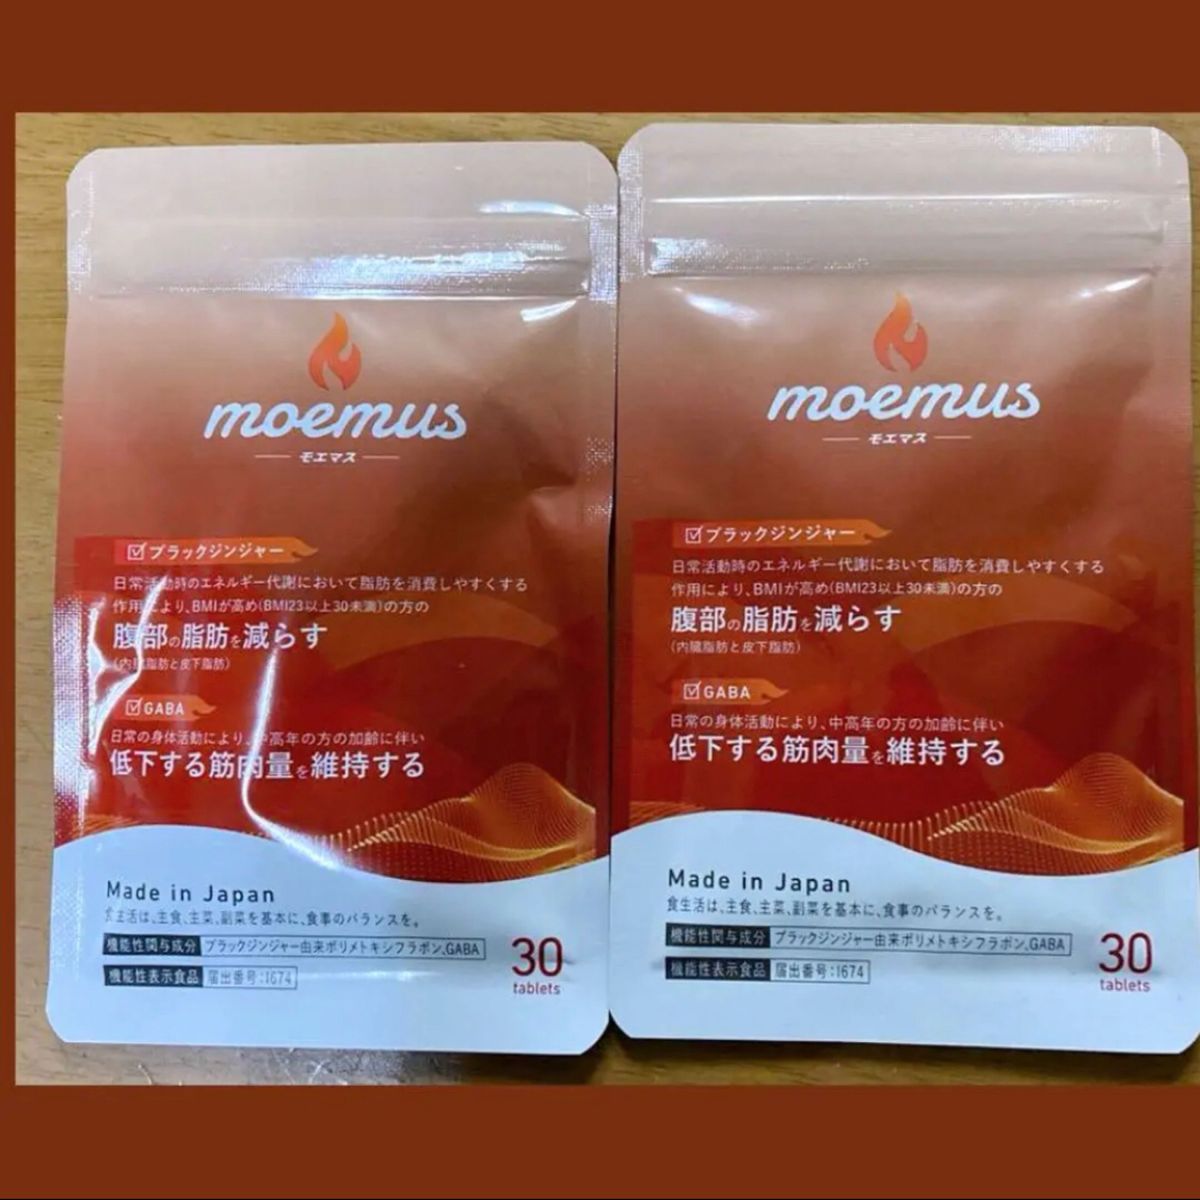 moemus
モエマス
ブラックジンジャー
日常活動時のエネルギー代謝において脂肪を消費しやすくする
作用により、BMIが高め(BMI23以上30未満)の方の
腹部の脂肪を減らす
(内臓脂肪と皮下脂肪)
GABA
日常の身体活動により、中高年の方の加齢に伴い
低下する筋肉量を維持する
Made in Japan
食生活は、主食、主菜、副菜を基本に、食事のバランスを。
機能性関与成分 ブラックジンジャー由来ポリメトキシフラボン、GABA
機能性表示食品 届出番号:I674
30
tablets
moemus
モエマス
ブラックジンジャー
日常活動時のエネルギー代謝において脂肪を消費しやすくする
作用により、BMIが高め(BMI23以上30未満)の方の
腹部の脂肪を減らす
(内臓脂肪と皮下脂肪)
GABA
日常の身体活動により、中高年の方の加齢に伴い
低下する筋肉量を維持する
Made in Japan
食生活は、主食、主菜、副菜を基本に、食事のバランスを。
機能性関与成分 ブラックジンジャー由来ポリメトキシフラボン、GABA
機能性表示食品 届出番号:I674
30
tablets